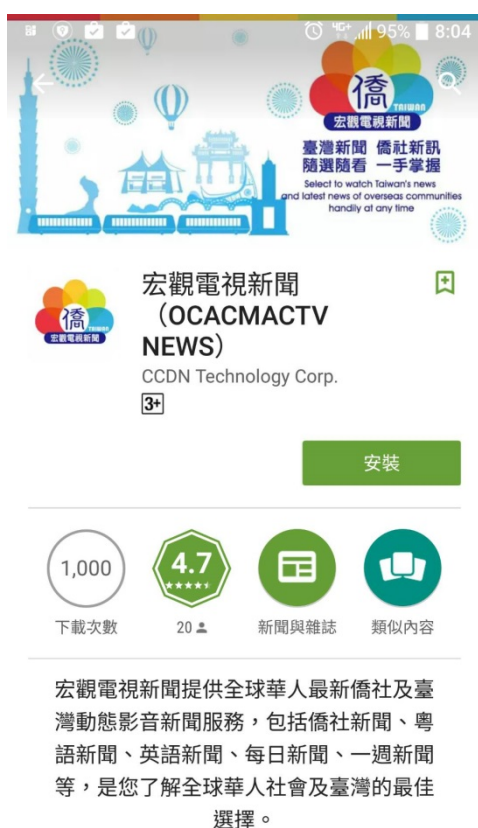 4G+ 95% 8:04
僑
TAIWAN
宏觀電視新聞
臺灣新聞 僑社新訊
隨選隨看 一手掌握
Select to watch Taiwan's news
and latest news of overseas communities
handily at any time
僑
TAIWAN
宏觀電視新聞
宏觀電視新聞
（OCACMACTV
NEWS）
CCDN Technology Corp.
3+
安裝
1,000
4.7
下載次數
20
新聞與雜誌
類似內容
宏觀電視新聞提供全球華人最新僑社及臺
灣動態影音新聞服務，包括僑社新聞、粵
語新聞、英語新聞、每日新聞、一週新聞
等，是您了解全球華人社會及臺灣的最佳
選擇。